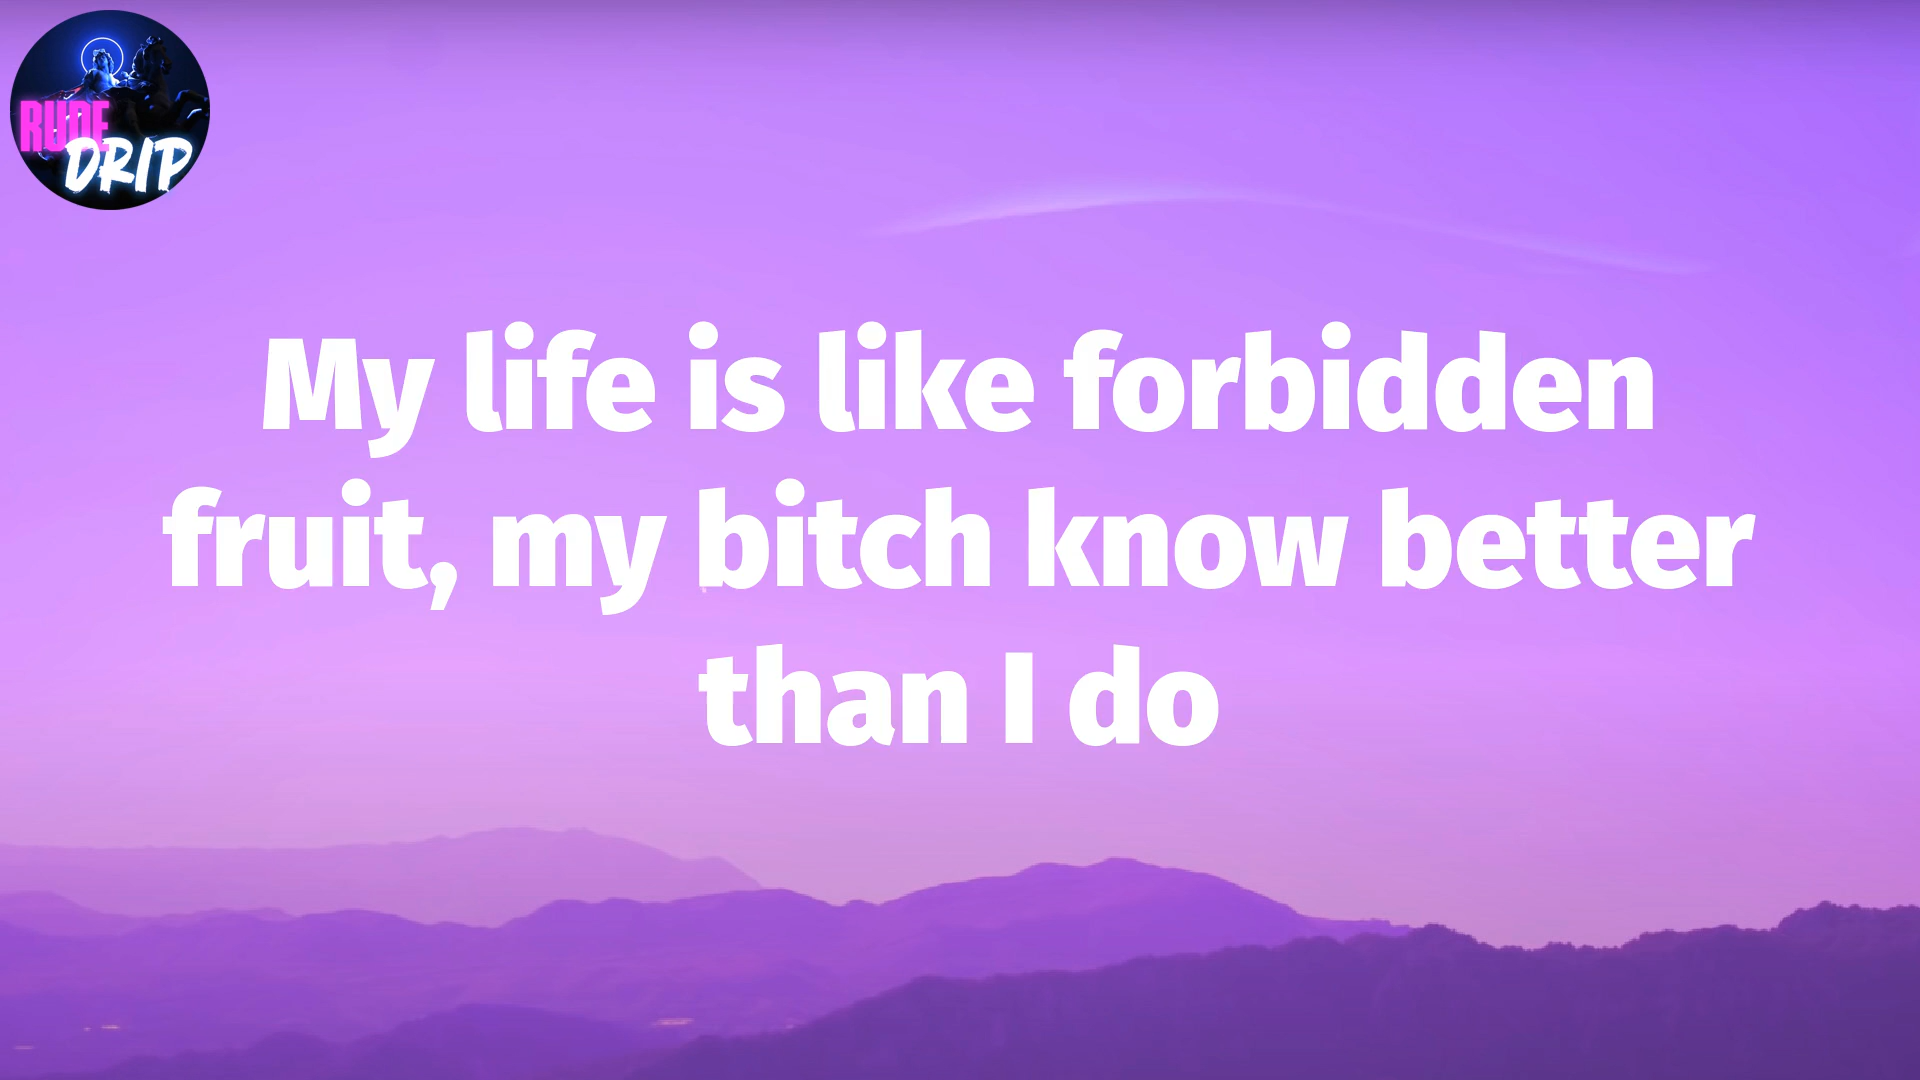 RUDE
DRIP
My life is like forbidden
fruit, my bitch know better
than I do